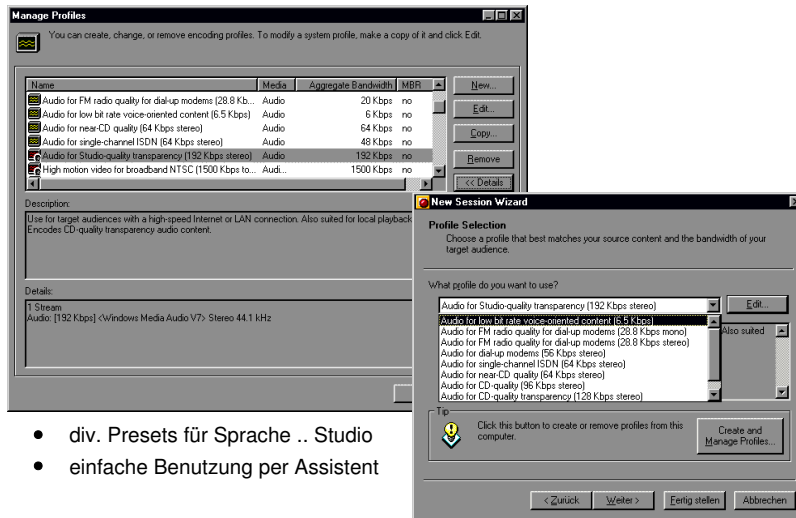 Manage Profiles
You can create, change, or remove encoding profiles. To modify a system profile, make a copy of it and click Edit.
Name Media Aggregate Bandwidth MBR
Audio for FM radio quality for dial-up modems (28.8 Kb... Audio 20 Kbps no
Audio for low bit rate voice-oriented content (6.5 Kbps) Audio 6 Kbps no
Audio for near-CD quality (64 Kbps stereo) Audio 64 Kbps no
Audio for single-channel ISDN (64 Kbps stereo) Audio 48 Kbps no
Audio for Studio-quality transparency (192 Kbps stereo) Audio 192 Kbps no
High motion video for broadband NTSC (1500 Kbps to... Audi... 1500 Kbps no
New...
Edit...
Copy...
Remove
<< Details
Description:
Use for target audiences with a high-speed Internet or LAN connection. Also suited for local playback
Encodes CD-quality transparency audio content.
Details:
1 Stream
Audio: [192 Kbps] <Windows Media Audio V7> Stereo 44.1 kHz
New Session Wizard
Profile Selection
Choose a profile that best matches your source content and the bandwidth of your
target audience.
What profile do you want to use?
Audio for Studio-quality transparency (192 Kbps stereo)
Edit...
Audio for low bit rate voice-oriented content (6.5 Kbps)
Audio for FM radio quality for dial-up modems (28.8 Kbps mono)
Audio for FM radio quality for dial-up modems (28.8 Kbps stereo)
Audio for dial-up modems (56 Kbps stereo)
Audio for single-channel ISDN (64 Kbps stereo)
Audio for near-CD quality (64 Kbps stereo)
Audio for CD-quality (96 Kbps stereo)
Audio for CD-quality transparency (128 Kbps stereo)
Also suited
Tip
Click this button to create or remove profiles from this
computer.
Create and
Manage Profiles...
< Zurück
Weiter >
Fertig stellen
Abbrechen
• div. Presets für Sprache .. Studio
• einfache Benutzung per Assistent